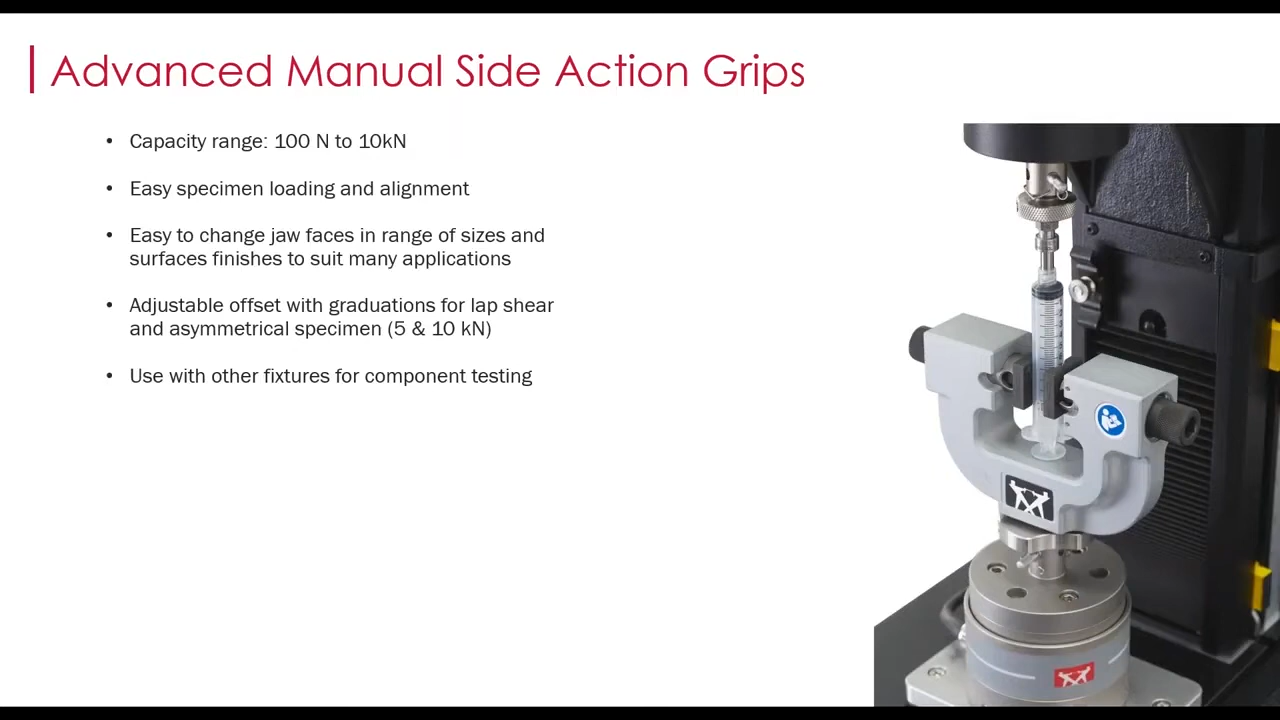 Advanced Manual Side Action Grips
• Capacity range: 100 N to 10kN
• Easy specimen loading and alignment
• Easy to change jaw faces in range of sizes and
surfaces finishes to suit many applications
• Adjustable offset with graduations for lap shear
and asymmetrical specimen (5 & 10 kN)
• Use with other fixtures for component testing